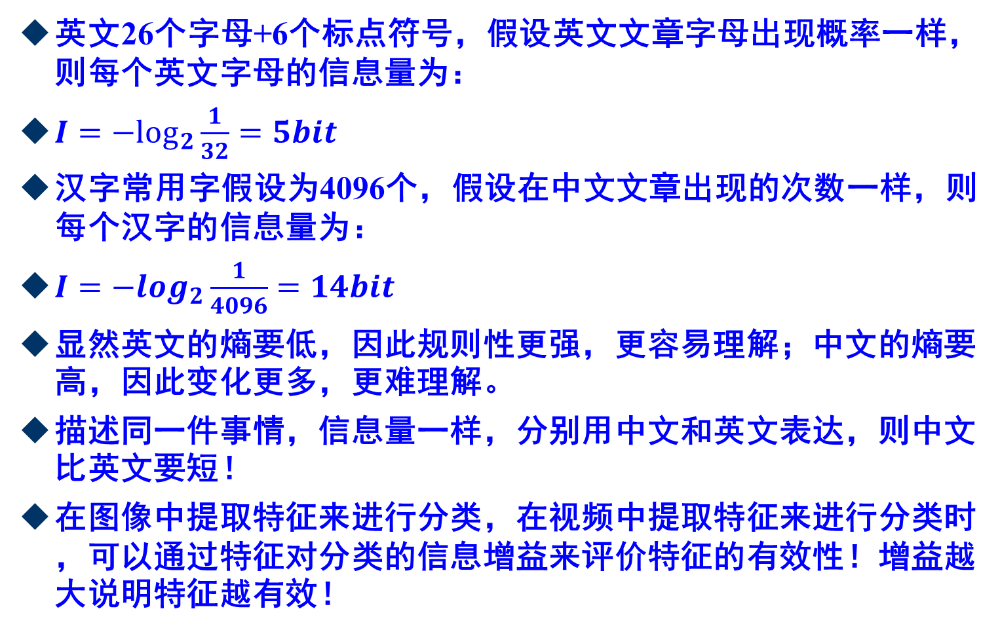 英文26个字母+6个标点符号，假设英文文章字母出现概率一样，
则每个英文字母的信息量为：
I = −log₂ 1/32 = 5bit
汉字常用字假设为4096个，假设在中文文章出现的次数一样，则
每个汉字的信息量为：
I = −log₂ 1/4096 = 14bit
显然英文的熵要低，因此规则性更强，更容易理解；中文的熵要
高，因此变化更多，更难理解。
描述同一件事情，信息量一样，分别用中文和英文表达，则中文
比英文要短！
在图像中提取特征来进行分类，在视频中提取特征来进行分类时
，可以通过特征对分类的信息增益来评价特征的有效性！增益越
大说明特征越有效！